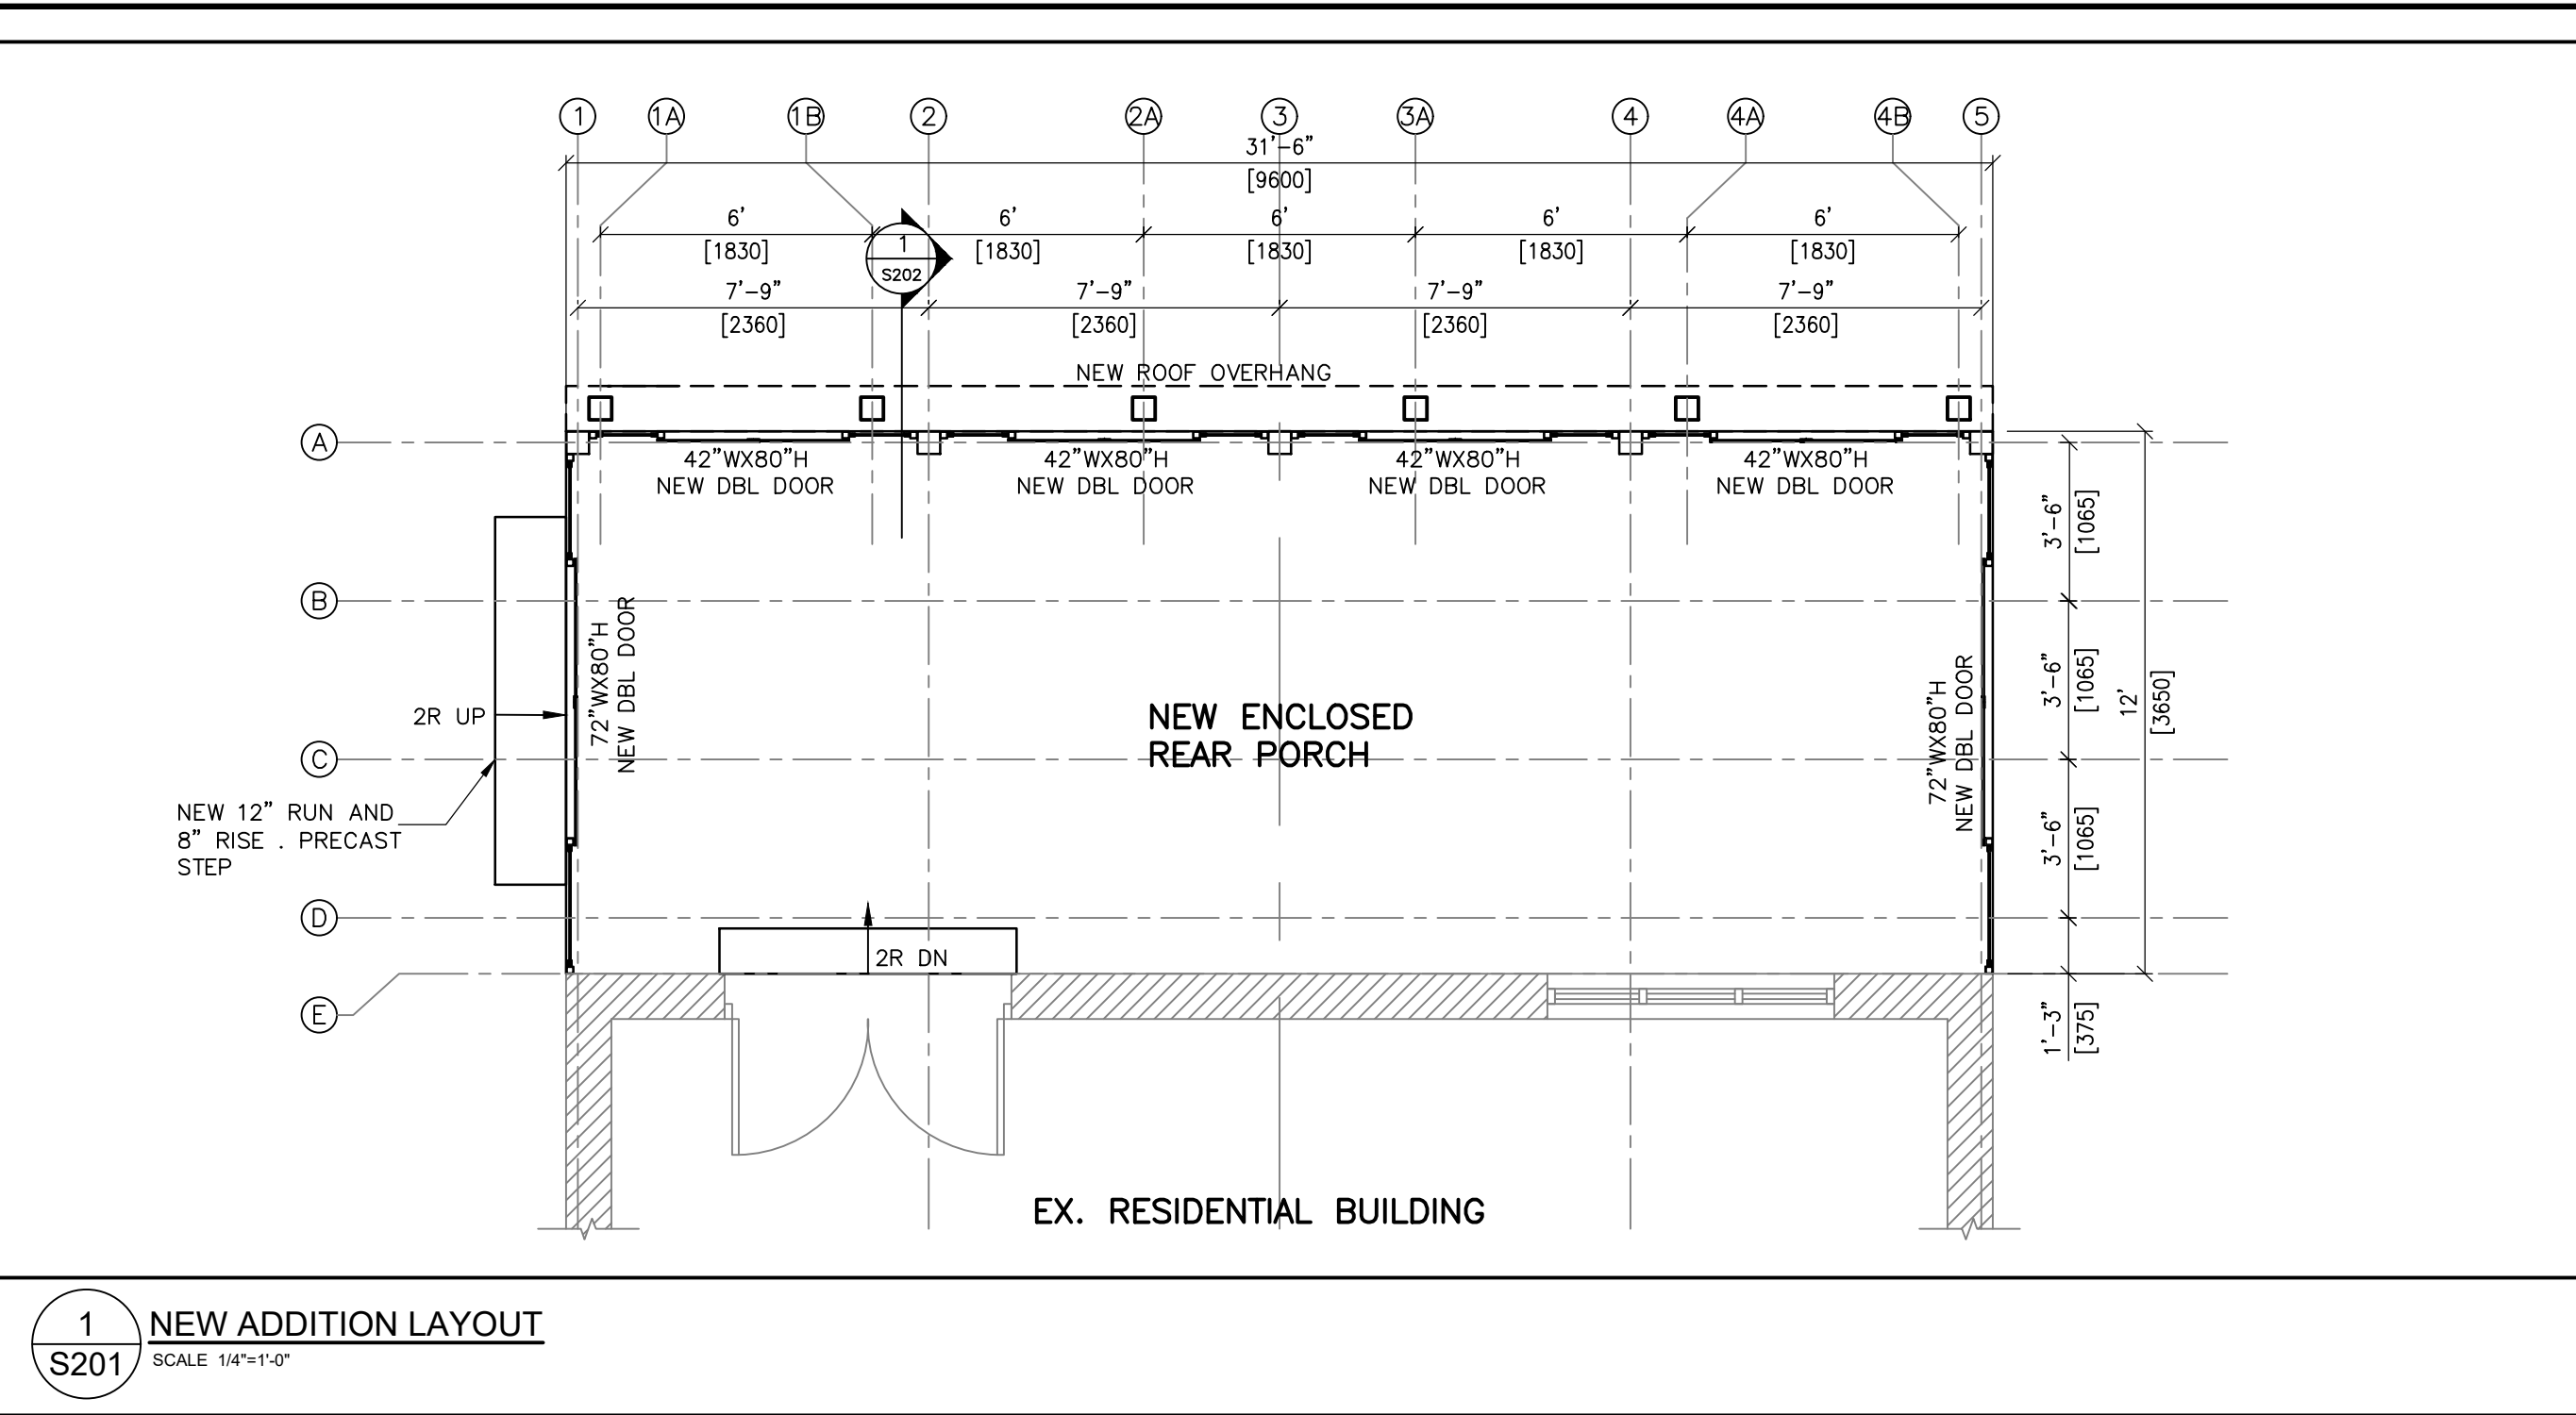 1 1A 1B 2 2A 3 3A 4 4A 4B 5
31'-6"
[9600]
6' 6' 6' 6' 6'
[1830] [1830] [1830] [1830] [1830]
1
S202
7'-9" 7'-9" 7'-9" 7'-9"
[2360] [2360] [2360] [2360]
NEW ROOF OVERHANG
A
42"WX80"H
NEW DBL DOOR
42"WX80"H
NEW DBL DOOR
42"WX80"H
NEW DBL DOOR
42"WX80"H
NEW DBL DOOR
3'-6"
[1065]
B
72"WX80"H
NEW DBL DOOR
2R UP
NEW ENCLOSED
REAR PORCH
72"WX80"H
NEW DBL DOOR
3'-6"
[1065]
12'
[3650]
C
NEW 12" RUN AND
8" RISE . PRECAST
STEP
3'-6"
[1065]
D
2R DN
E
1'-3"
[375]
EX. RESIDENTIAL BUILDING
1
S201
NEW ADDITION LAYOUT
SCALE 1/4"=1'-0"